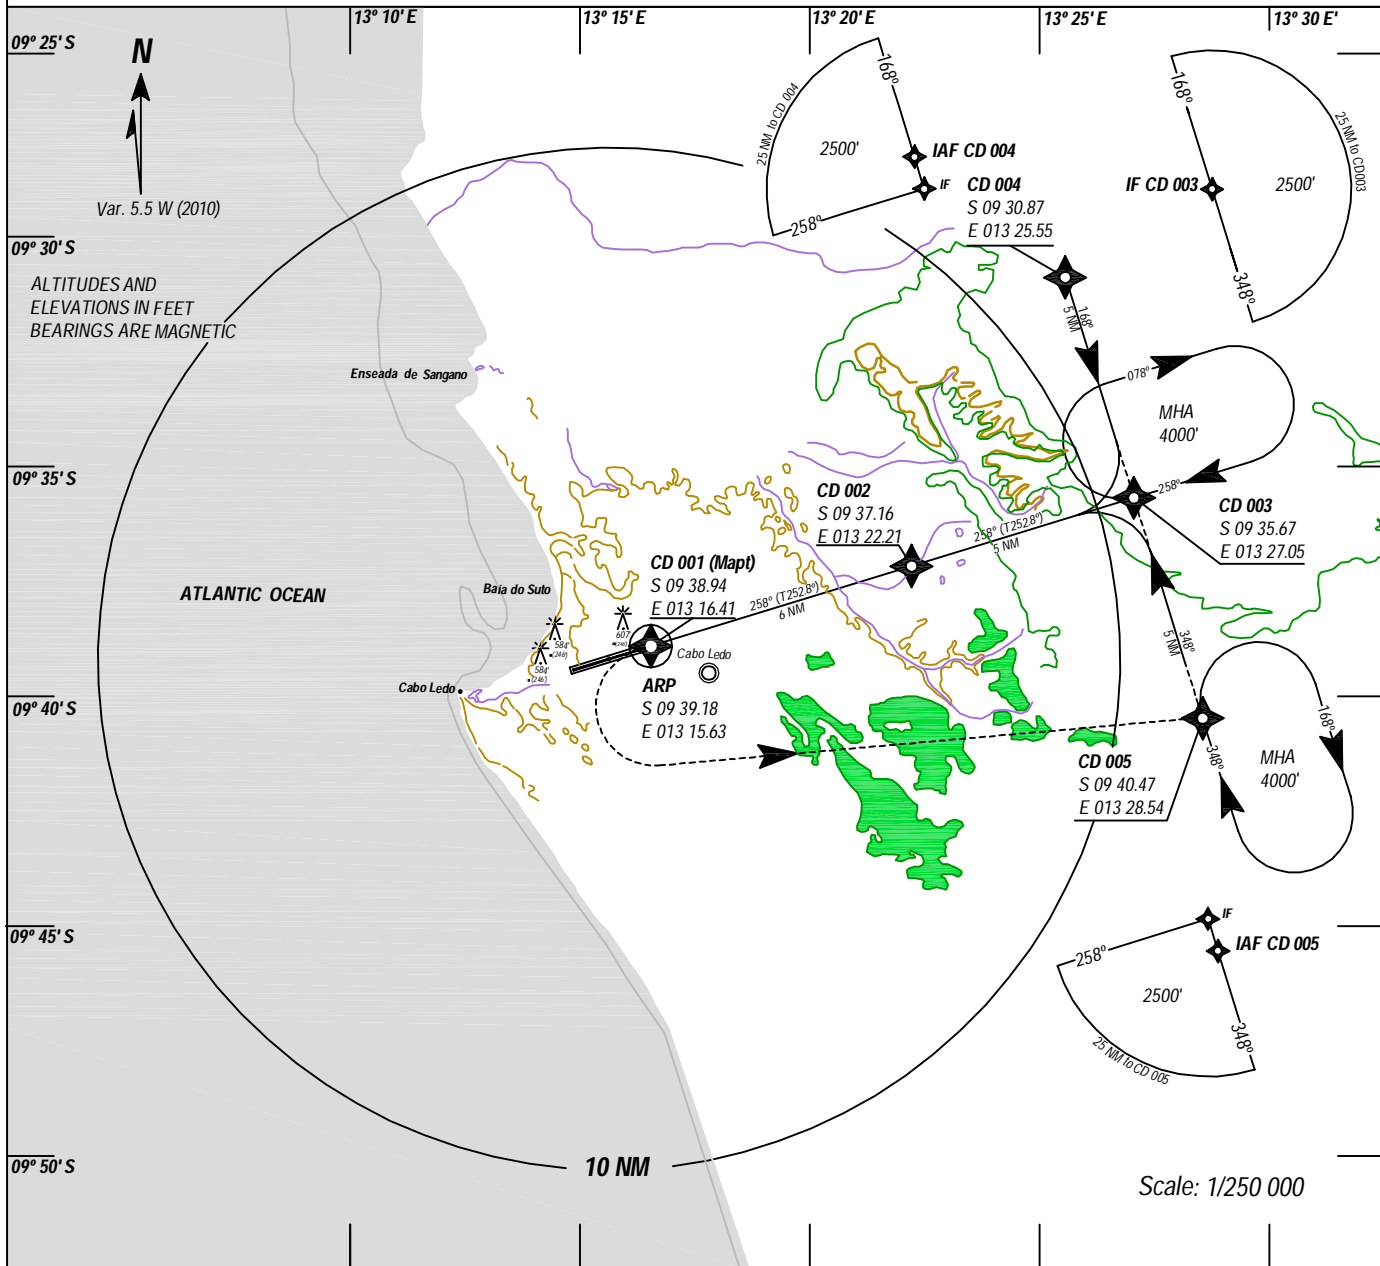 13º 10' E
13º 15' E
13º 20' E
13º 25' E
13º 30 E'
09º 25' S
N
Var. 5.5 W (2010)
09º 30' S
ALTITUDES AND
ELEVATIONS IN FEET
BEARINGS ARE MAGNETIC
168º
25 NM to CD 004
2500'
258º
IAF CD 004
IF
CD 004
S 09 30.87
E 013 25.55
168º
25 NM to CD003
IF CD 003
2500'
348º
168º
5 NM
078º
MHA
4000'
258º
Enseada de Sangano
09º 35' S
CD 002
S 09 37.16
E 013 22.21
258º (T252.8º)
5 NM
CD 003
S 09 35.67
E 013 27.05
CD 001 (Mapt)
S 09 38.94
E 013 16.41
258º (T252.8º)
6 NM
ATLANTIC OCEAN
Baia do Suto
584'
(246)
584'
(246)
607'
(246)
Cabo Ledo
Cabo Ledo
ARP
S 09 39.18
E 013 15.63
348º
5 NM
09º 40' S
168º
348º
MHA
4000'
CD 005
S 09 40.47
E 013 28.54
IF
IAF CD 005
258º
2500'
348º
25 NM to CD 005
09º 45' S
09º 50' S
10 NM
Scale: 1/250 000